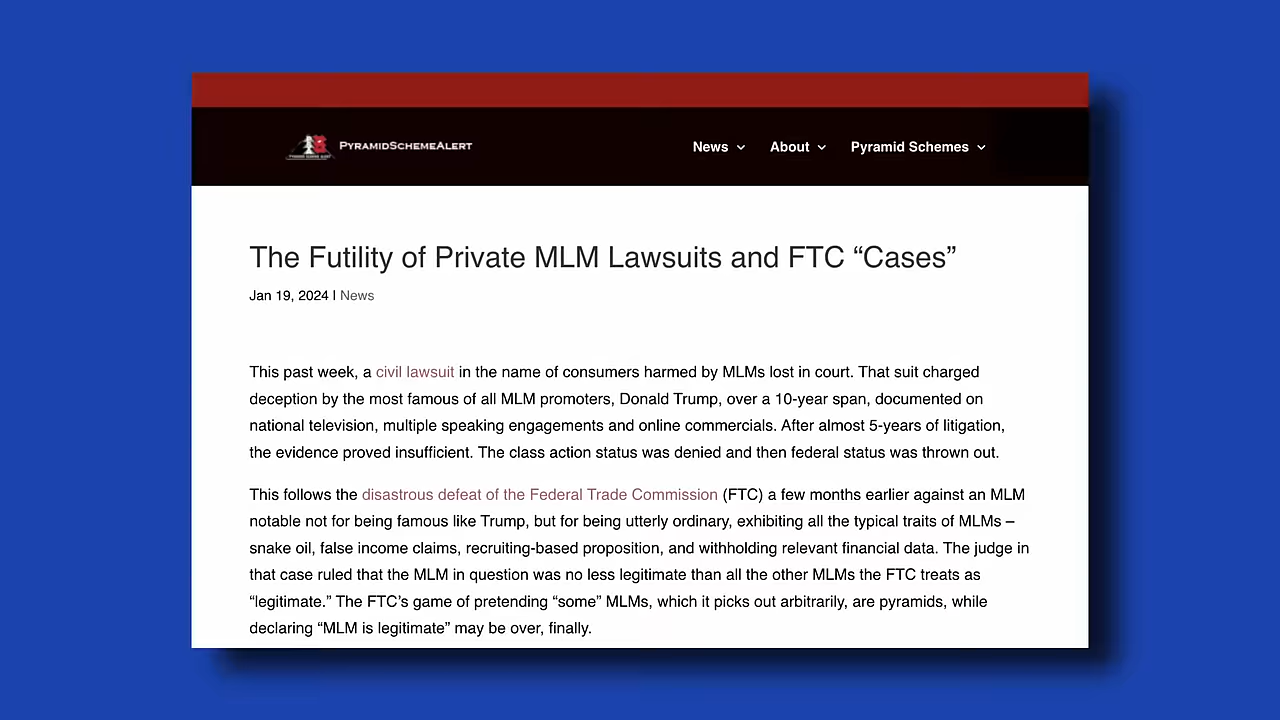 PYRAMIDSCHEMEALERT
News About Pyramid Schemes
The Futility of Private MLM Lawsuits and FTC “Cases”
Jan 19, 2024 | News
This past week, a civil lawsuit in the name of consumers harmed by MLMs lost in court. That suit charged
deception by the most famous of all MLM promoters, Donald Trump, over a 10-year span, documented on
national television, multiple speaking engagements and online commercials. After almost 5-years of litigation,
the evidence proved insufficient. The class action status was denied and then federal status was thrown out.
This follows the disastrous defeat of the Federal Trade Commission (FTC) a few months earlier against an MLM
notable not for being famous like Trump, but for being utterly ordinary, exhibiting all the typical traits of MLMs –
snake oil, false income claims, recruiting-based proposition, and withholding relevant financial data. The judge in
that case ruled that the MLM in question was no less legitimate than all the other MLMs the FTC treats as
“legitimate.” The FTC’s game of pretending “some” MLMs, which it picks out arbitrarily, are pyramids, while
declaring “MLM is legitimate” may be over, finally.